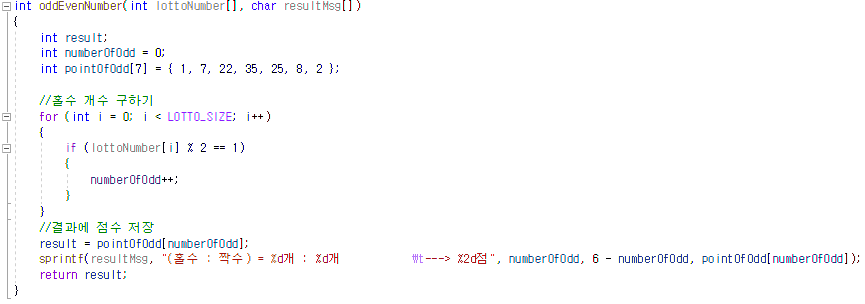 int oddEvenNumber(int lottoNumber[], char resultMsg[])
{
int result;
int numberOfOdd = 0;
int pointOfOdd[7] = { 1, 7, 22, 35, 25, 8, 2 };
//홀수 개수 구하기
for (int i = 0; i < LOTTO_SIZE; i++)
{
if (lottoNumber[i] % 2 == 1)
{
numberOfOdd++;
}
}
//결과에 점수 저장
result = pointOfOdd[numberOfOdd];
sprintf(resultMsg, "(홀수 : 짝수) = %d개 : %d개 ₩t---> %2d점", numberOfOdd, 6 - numberOfOdd, pointOfOdd[numberOfOdd]);
return result;
}